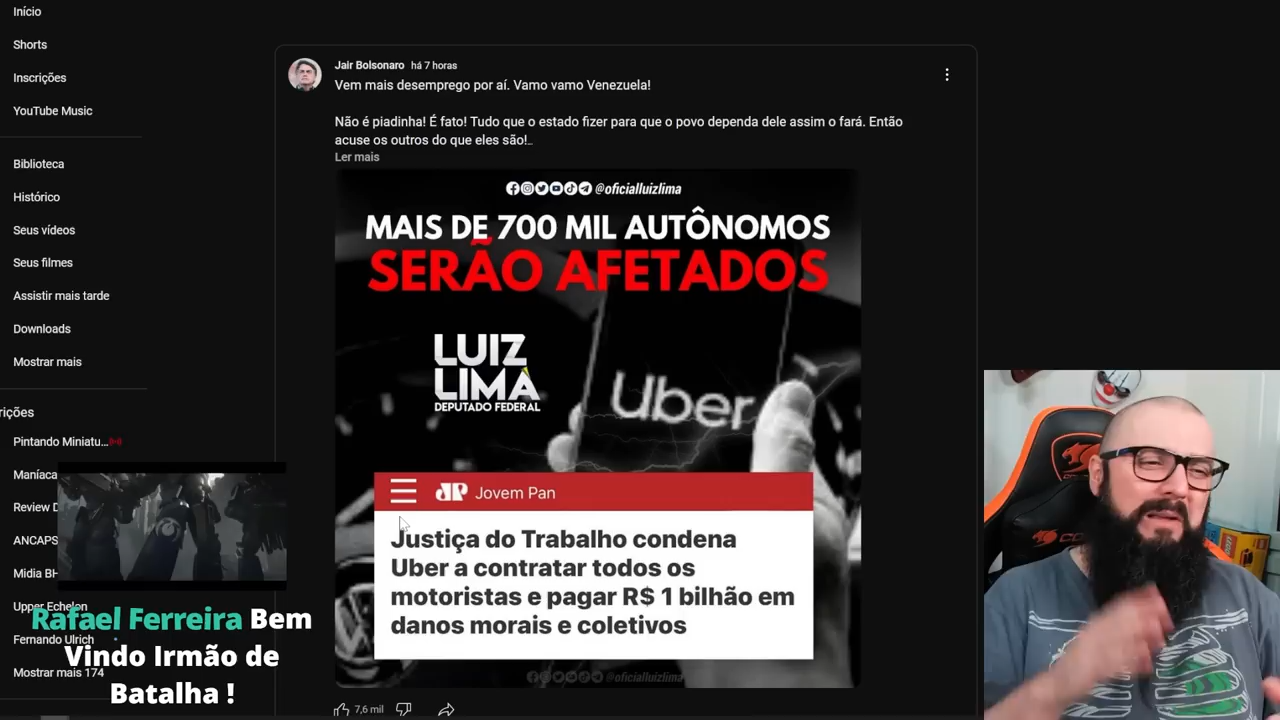 Início
Shorts
Inscrições
YouTube Music
Biblioteca
Histórico
Seus vídeos
Seus filmes
Assistir mais tarde
Downloads
Mostrar mais
rições
Pintando Miniatu...
Maníaca
Review D
ANCAPS
Midia BH
Upper Echelon
Fernando Ulrich
Mostrar mais 174
Rafael Ferreira Bem
Vindo Irmão de
Batalha !
Jair Bolsonaro há 7 horas
Vem mais desemprego por aí. Vamo vamo Venezuela!
Não é piadinha! É fato! Tudo que o estado fizer para que o povo dependa dele assim o fará. Então
acuse os outros do que eles são!..
Ler mais
@oficialluizlima
MAIS DE 700 MIL AUTÔNOMOS
SERÃO AFETADOS
LUIZ
LIMA
DEPUTADO FEDERAL
Uber
JP Jovem Pan
Justiça do Trabalho condena
Uber a contratar todos os
motoristas e pagar R$ 1 bilhão em
danos morais e coletivos
@oficialluizlima
7,6 mil